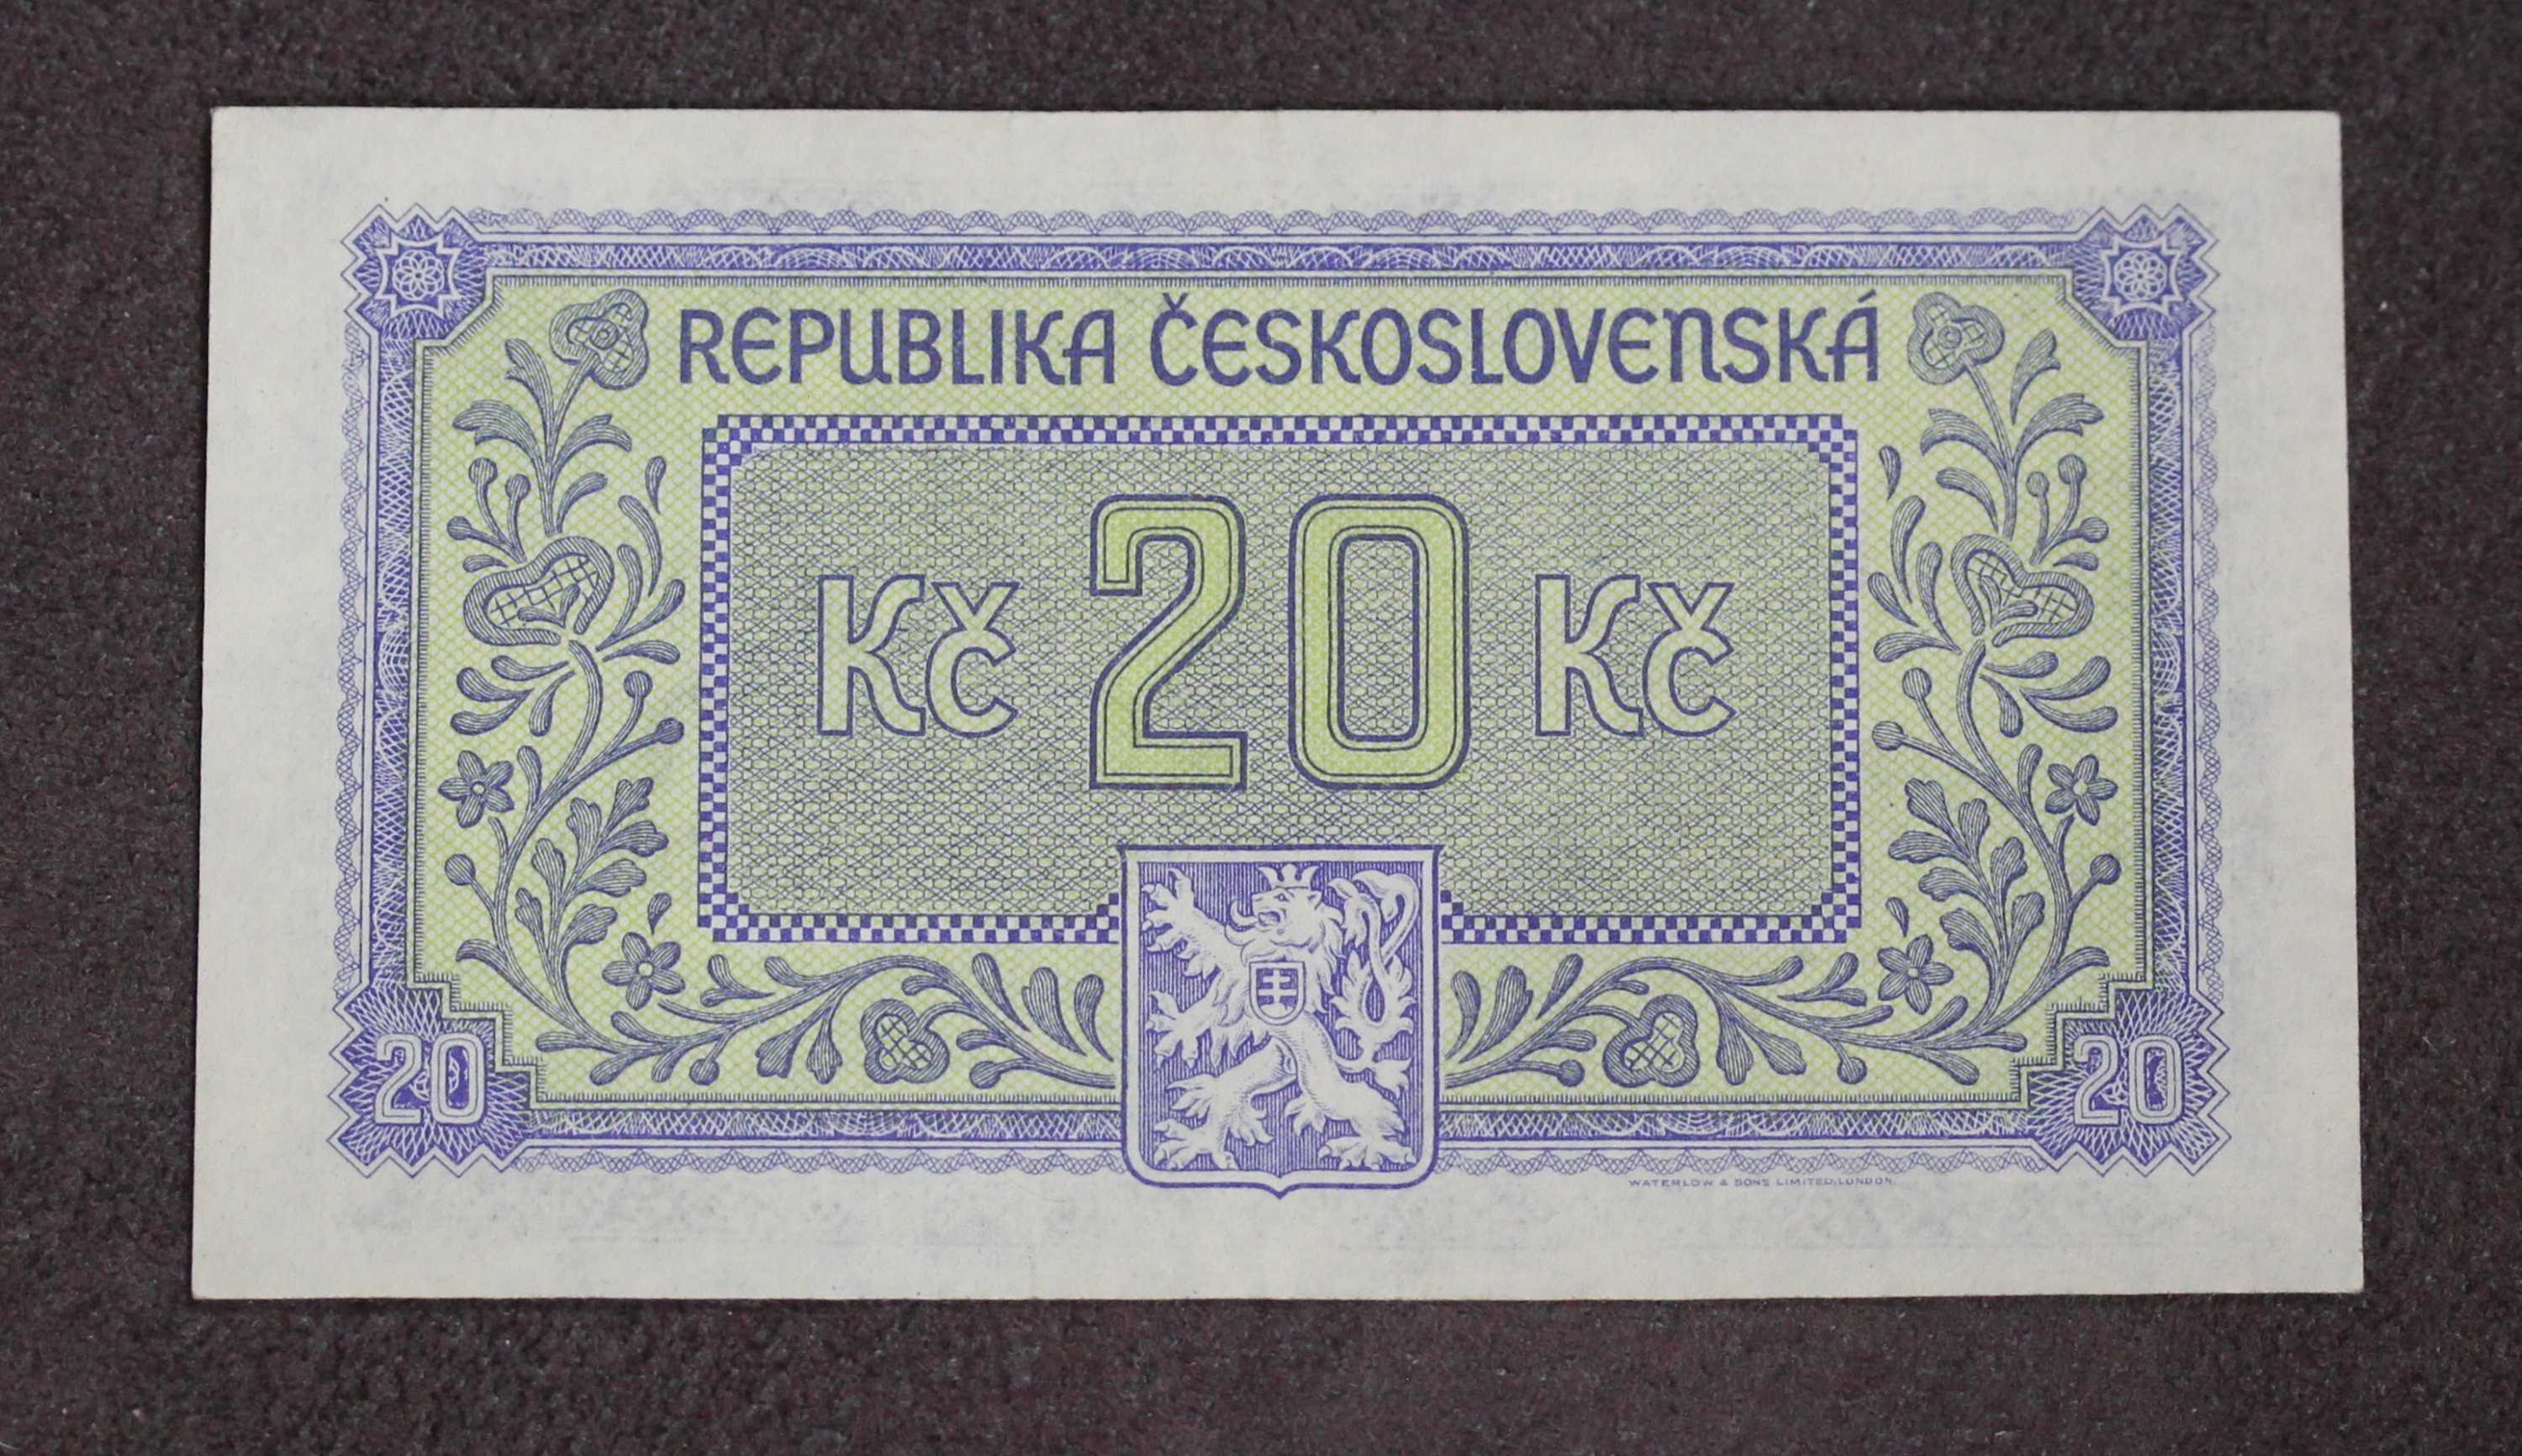 REPUBLIKA ČESKOSLOVENSKÁ
Kč 20 Kč
20 20
WATERLOW & SONS LIMITED, LONDON.